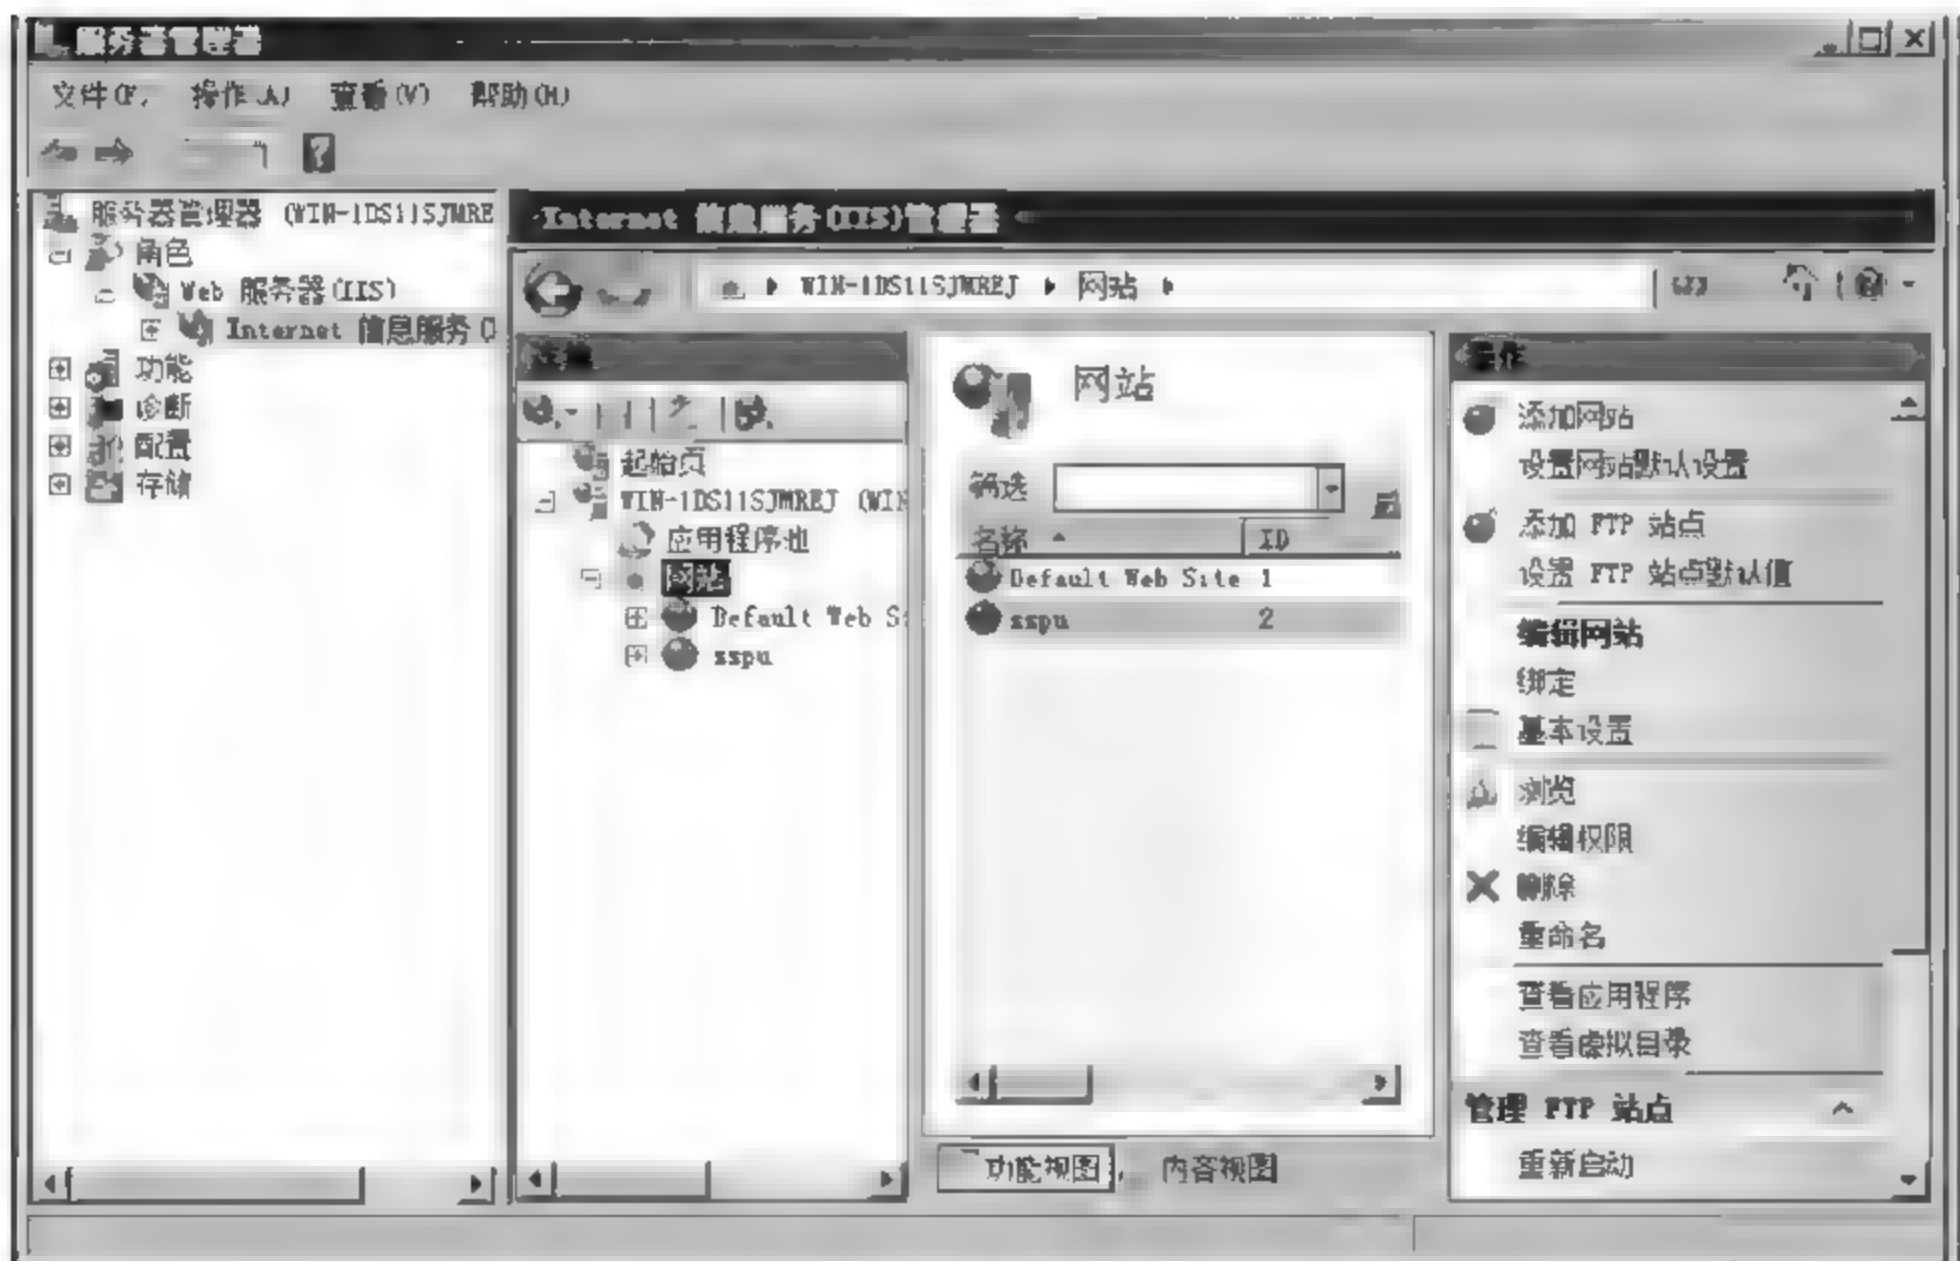 服务器管理器
文件(F) 操作(A) 查看(V) 帮助(H)
服务器管理器 (WIN-1DS11SJMRE
角色
Web 服务器(IIS)
Internet 信息服务(
功能
诊断
配置
存储
Internet 信息服务(IIS)管理器
WIN-1DS11SJMREJ 网站
起始页
WIN-1DS11SJMREJ (WIN
应用程序池
网站
Default Web S
sspu
网站
筛选
名称 ID
Default Web Site 1
sspu 2
功能视图 内容视图
操作
添加网站
设置网站默认设置
添加 FTP 站点
设置 FTP 站点默认值
编辑网站
绑定
基本设置
浏览
编辑权限
删除
重命名
查看应用程序
查看虚拟目录
管理 FTP 站点
重新启动